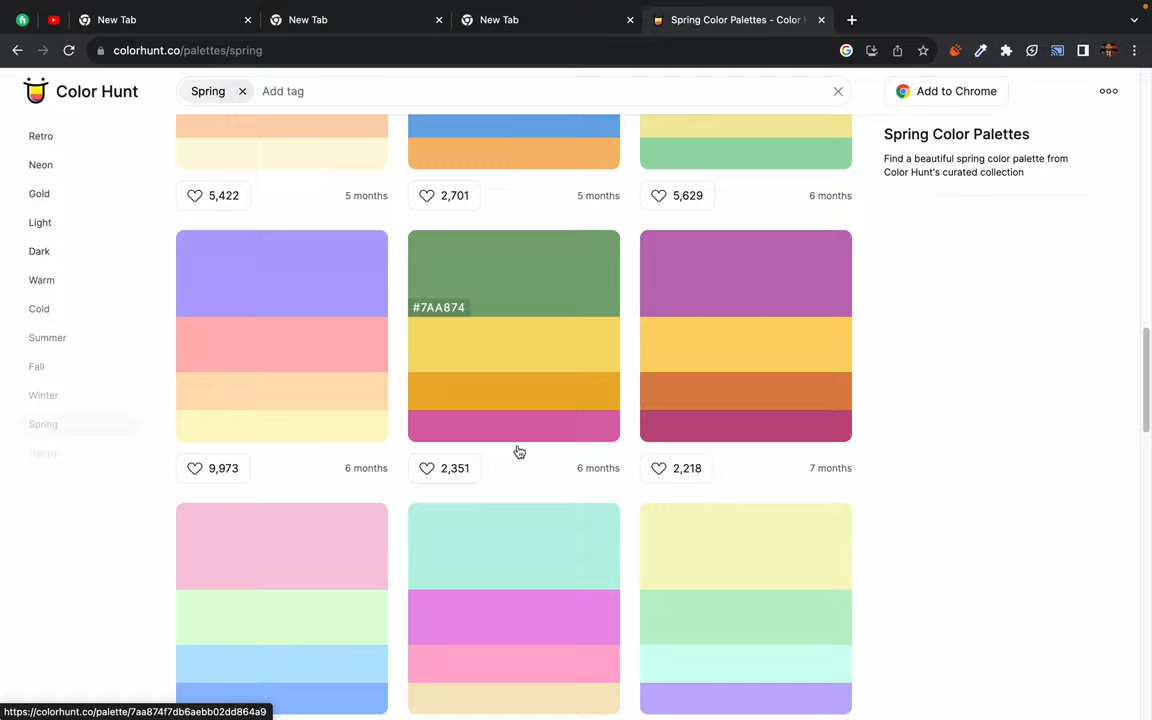 New Tab
New Tab
New Tab
Spring Color Palettes - Color
colorhunt.co/palettes/spring
Color Hunt
Spring
Add tag
Add to Chrome
Retro
Neon
Gold
Light
Dark
Warm
Cold
Summer
Fall
Winter
Spring
Happy
5,422
5 months
2,701
5 months
5,629
6 months
#7AA874
9,973
6 months
2,351
6 months
2,218
7 months
Spring Color Palettes
Find a beautiful spring color palette from
Color Hunt's curated collection
https://colorhunt.co/palette/7aa874f7db6aebb02dd864a9